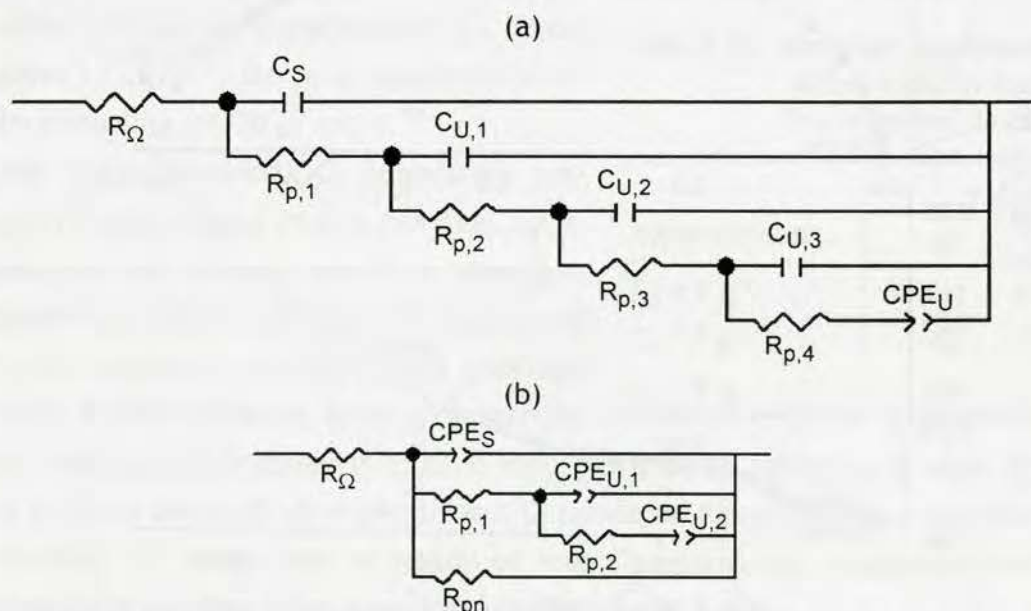 (a)
C_S
R_Ω
C_U,1
R_p,1
C_U,2
R_p,2
C_U,3
R_p,3
CPE_U
R_p,4
(b)
CPE_S
R_Ω
CPE_U,1
R_p,1
CPE_U,2
R_p,2
R_pn